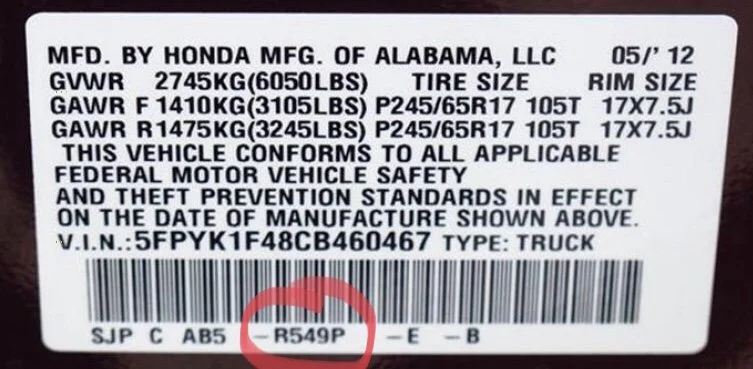 MFD. BY HONDA MFG. OF ALABAMA, LLC 05/' 12
GVWR 2745KG(6050LBS) TIRE SIZE RIM SIZE
GAWR F 1410KG(3105LBS) P245/65R17 105T 17X7.5J
GAWR R 1475KG(3245LBS) P245/65R17 105T 17X7.5J
THIS VEHICLE CONFORMS TO ALL APPLICABLE
FEDERAL MOTOR VEHICLE SAFETY
AND THEFT PREVENTION STANDARDS IN EFFECT
ON THE DATE OF MANUFACTURE SHOWN ABOVE.
V.I.N.:5FPYK1F48CB460467 TYPE: TRUCK
SJP C AB5 -R549P -E -B